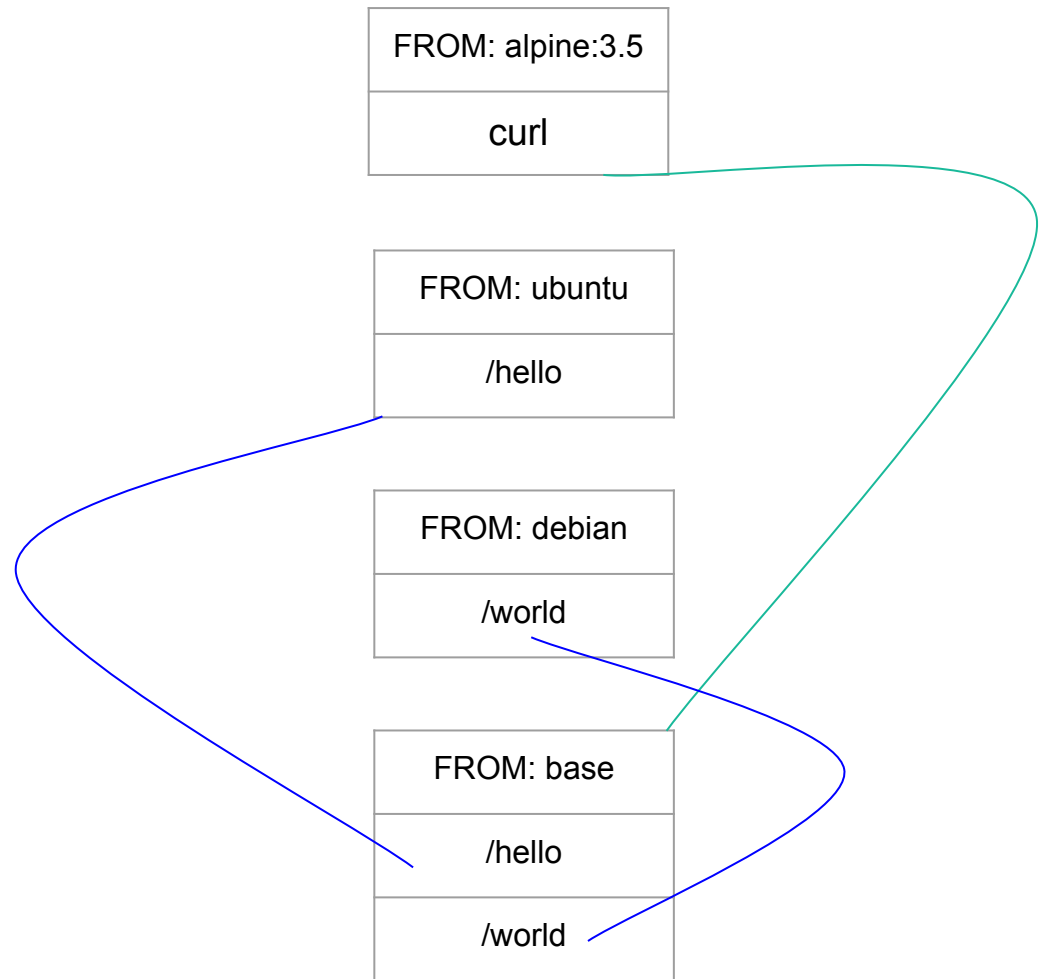 FROM: alpine:3.5
curl
FROM: ubuntu
/hello
FROM: debian
/world
FROM: base
/hello
/world